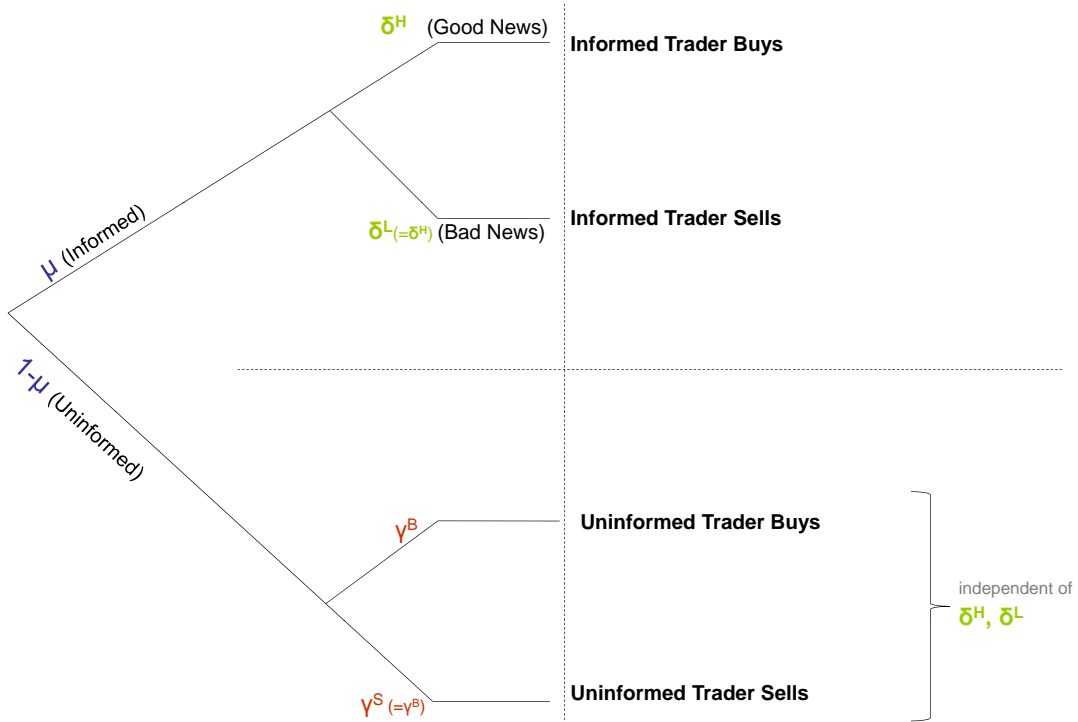 δᴴ (Good News)
Informed Trader Buys
μ (Informed)
δᴸ (=δᴴ) (Bad News)
Informed Trader Sells
1-μ (Uninformed)
γᴮ
Uninformed Trader Buys
independent of
δᴴ, δᴸ
γˢ (=γᴮ)
Uninformed Trader Sells